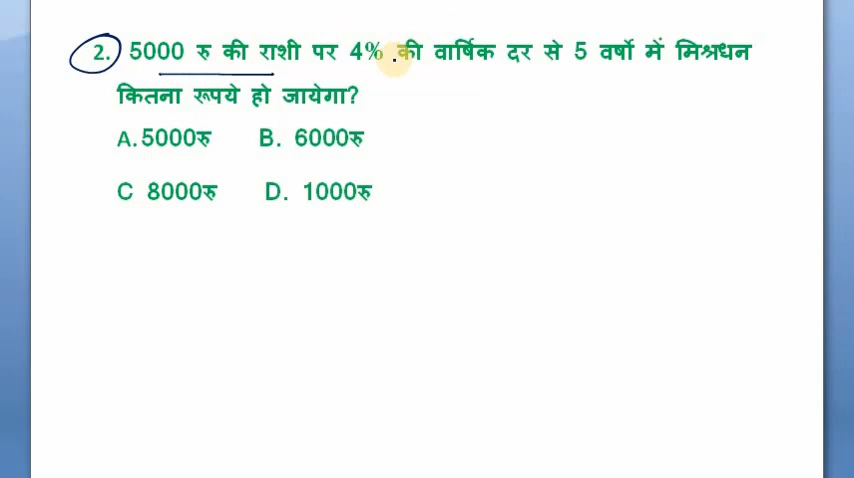 2. 5000 रु की राशी पर 4% की वार्षिक दर से 5 वर्षो में मिश्रधन
कितना रूपये हो जायेगा?
A.5000रु B. 6000रु
C 8000रु D. 1000रु